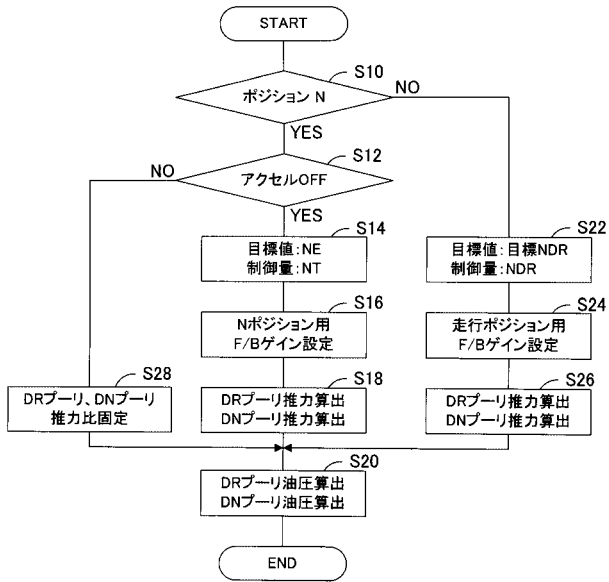 START
S10
ポジション N
NO
YES
S12
NO
アクセルOFF
YES
S14
目標値:NE
制御量:NT
S22
目標値:目標NDR
制御量:NDR
S16
Nポジション用
F/Bゲイン設定
S24
走行ポジション用
F/Bゲイン設定
S28
DRプーリ、DNプーリ
推力比固定
S18
DRプーリ推力算出
DNプーリ推力算出
S26
DRプーリ推力算出
DNプーリ推力算出
S20
DRプーリ油圧算出
DNプーリ油圧算出
END